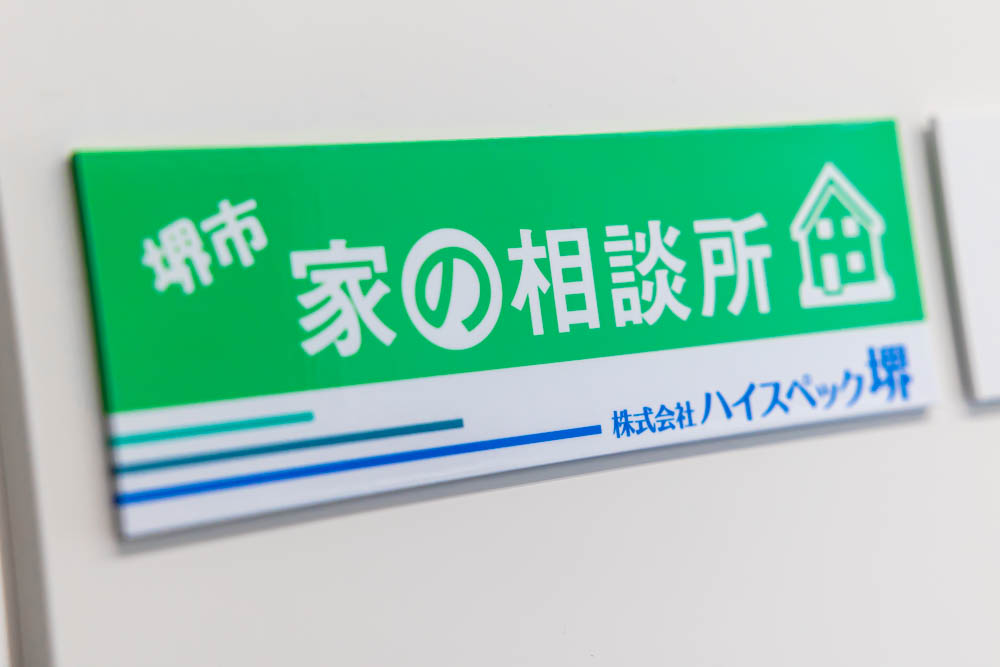 堺市 家の相談所
株式会社ハイスペック堺